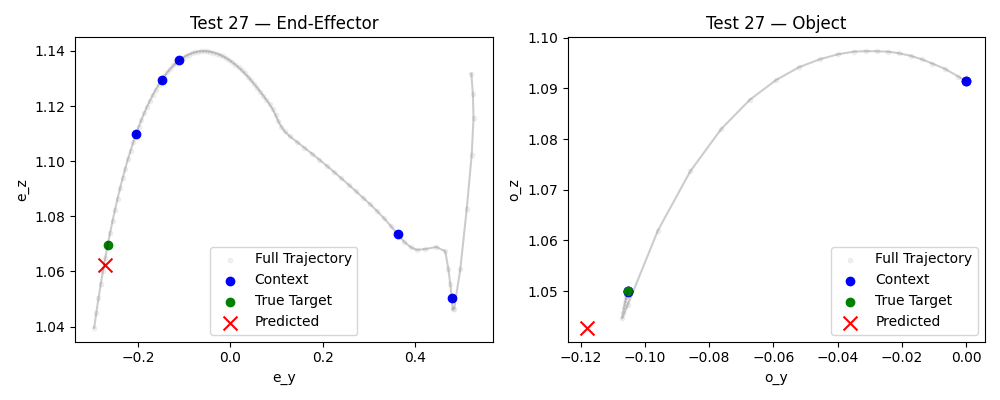 Test 27 — End-Effector
e_z
1.14
1.12
1.10
1.08
1.06
1.04
−0.2
0.0
0.2
0.4
e_y
Full Trajectory
Context
True Target
Predicted
Test 27 — Object
o_z
1.10
1.09
1.08
1.07
1.06
1.05
−0.12
−0.10
−0.08
−0.06
−0.04
−0.02
0.00
o_y
Full Trajectory
Context
True Target
Predicted